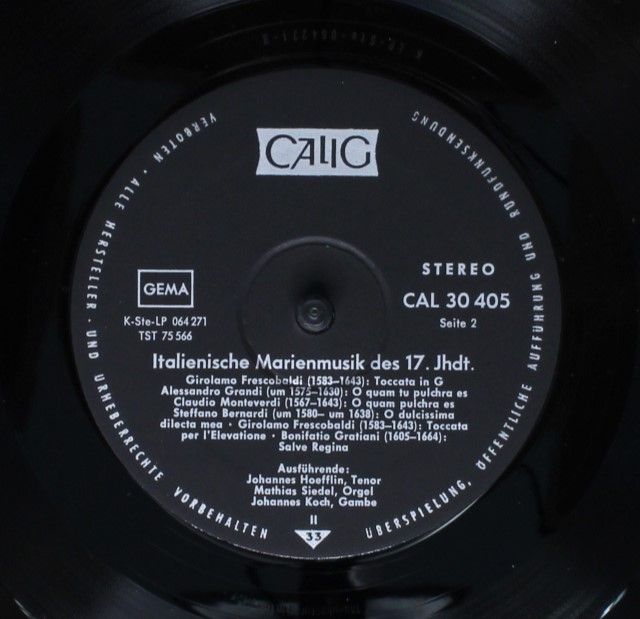 CALIG
STEREO
CAL 30 405
Seite 2
GEMA
K-Ste-LP 064 271
TST 75 566
Italienische Marienmusik des 17. Jhdt.
Girolamo Frescobaldi (1583–1643): Toccata in G
Alessandro Grandi (um 1575–1630): O quam tu pulchra es
Claudio Monteverdi (1567–1643): O quam pulchra es
Steffano Bernardi (um 1580– um 1638): O dulcissima
dilecta mea · Girolamo Frescobaldi (1583–1643): Toccata
per l'Elevatione · Bonifatio Gratiani (1605–1664):
Salve Regina
Ausführende:
Johannes Hoefflin, Tenor
Mathias Siedel, Orgel
Johannes Koch, Gambe
II
33
ALLE HERSTELLER · UND URHEBERRECHTE VORBEHALTEN · ÜBERSPIELUNG, ÖFFENTLICHE AUFFÜHRUNG UND RUNDFUNKSENDUNG VERBOTEN ·